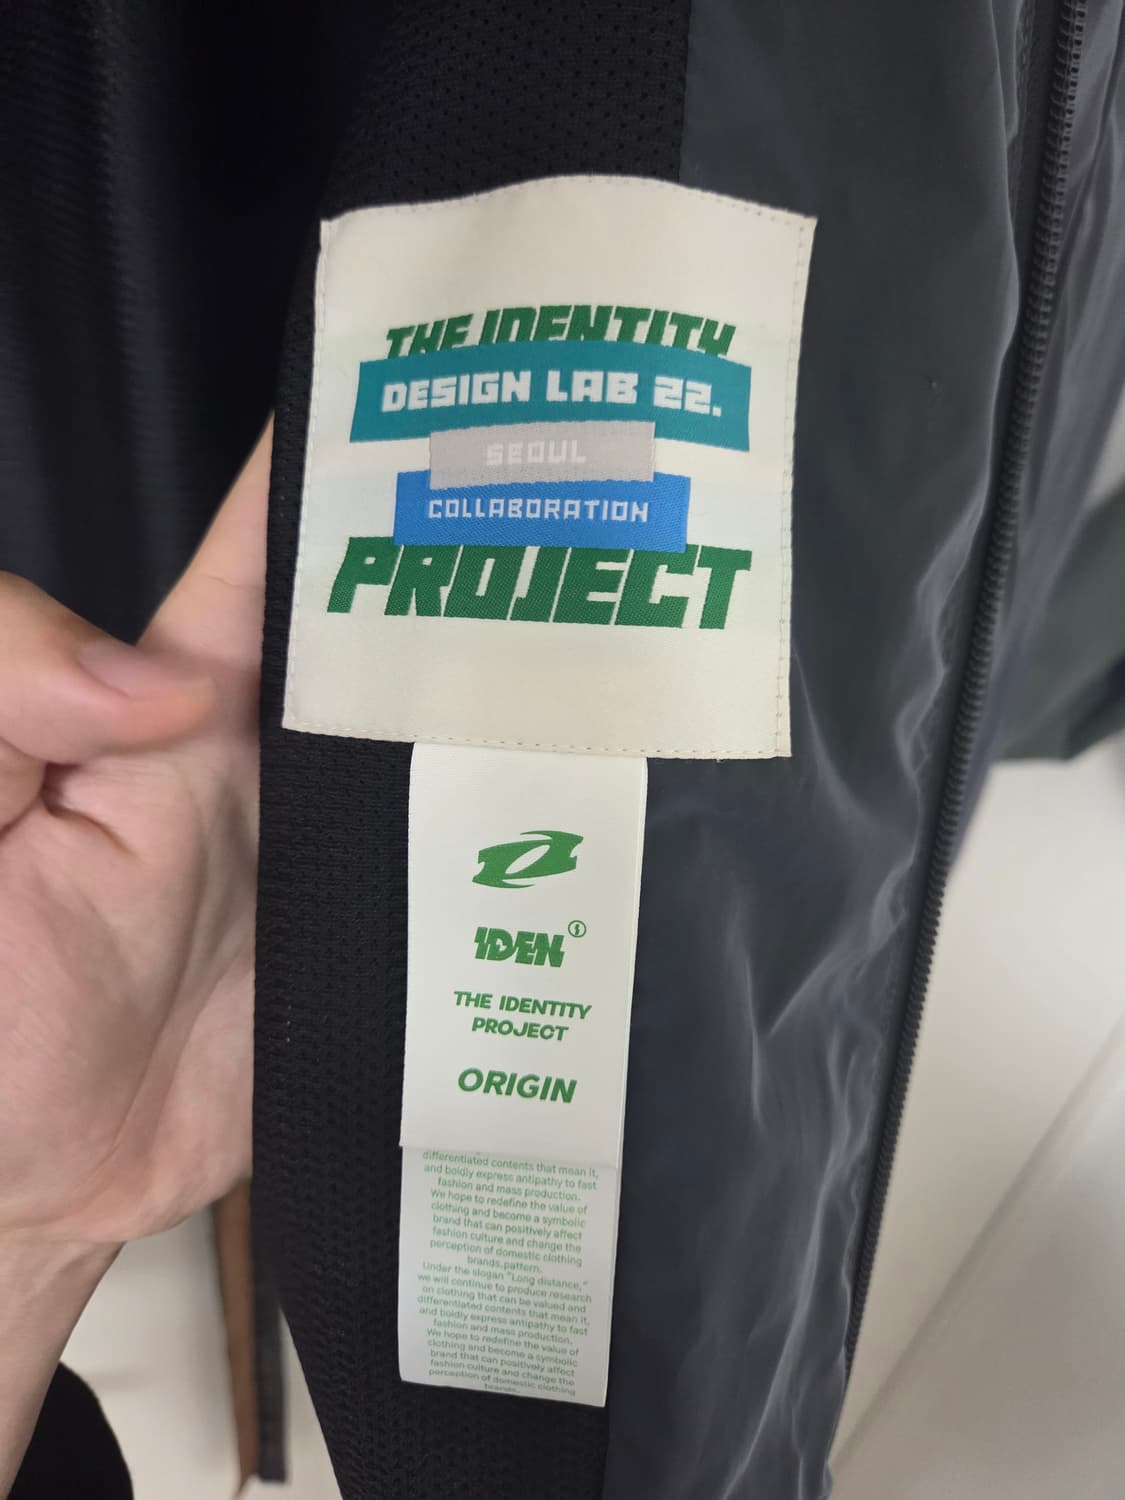 THE IDENTITY
DESIGN LAB 22.
SEOUL
COLLABORATION
PROJECT
IDEN
THE IDENTITY
PROJECT
ORIGIN
differentiated contents that mean it,
and boldly express antipathy to fast
fashion and mass production.
We hope to redefine the value of
clothing and become a symbolic
brand that can positively affect
fashion culture and change the
perception of domestic clothing
brands.pattern.
Under the slogan "Long distance,"
we will continue to produce research
on clothing that can be valued and
differentiated contents that mean it,
and boldly express antipathy to fast
fashion and mass production.
We hope to redefine the value of
clothing and become a symbolic
brand that can positively affect
fashion culture and change the
perception of domestic clothing
brands.